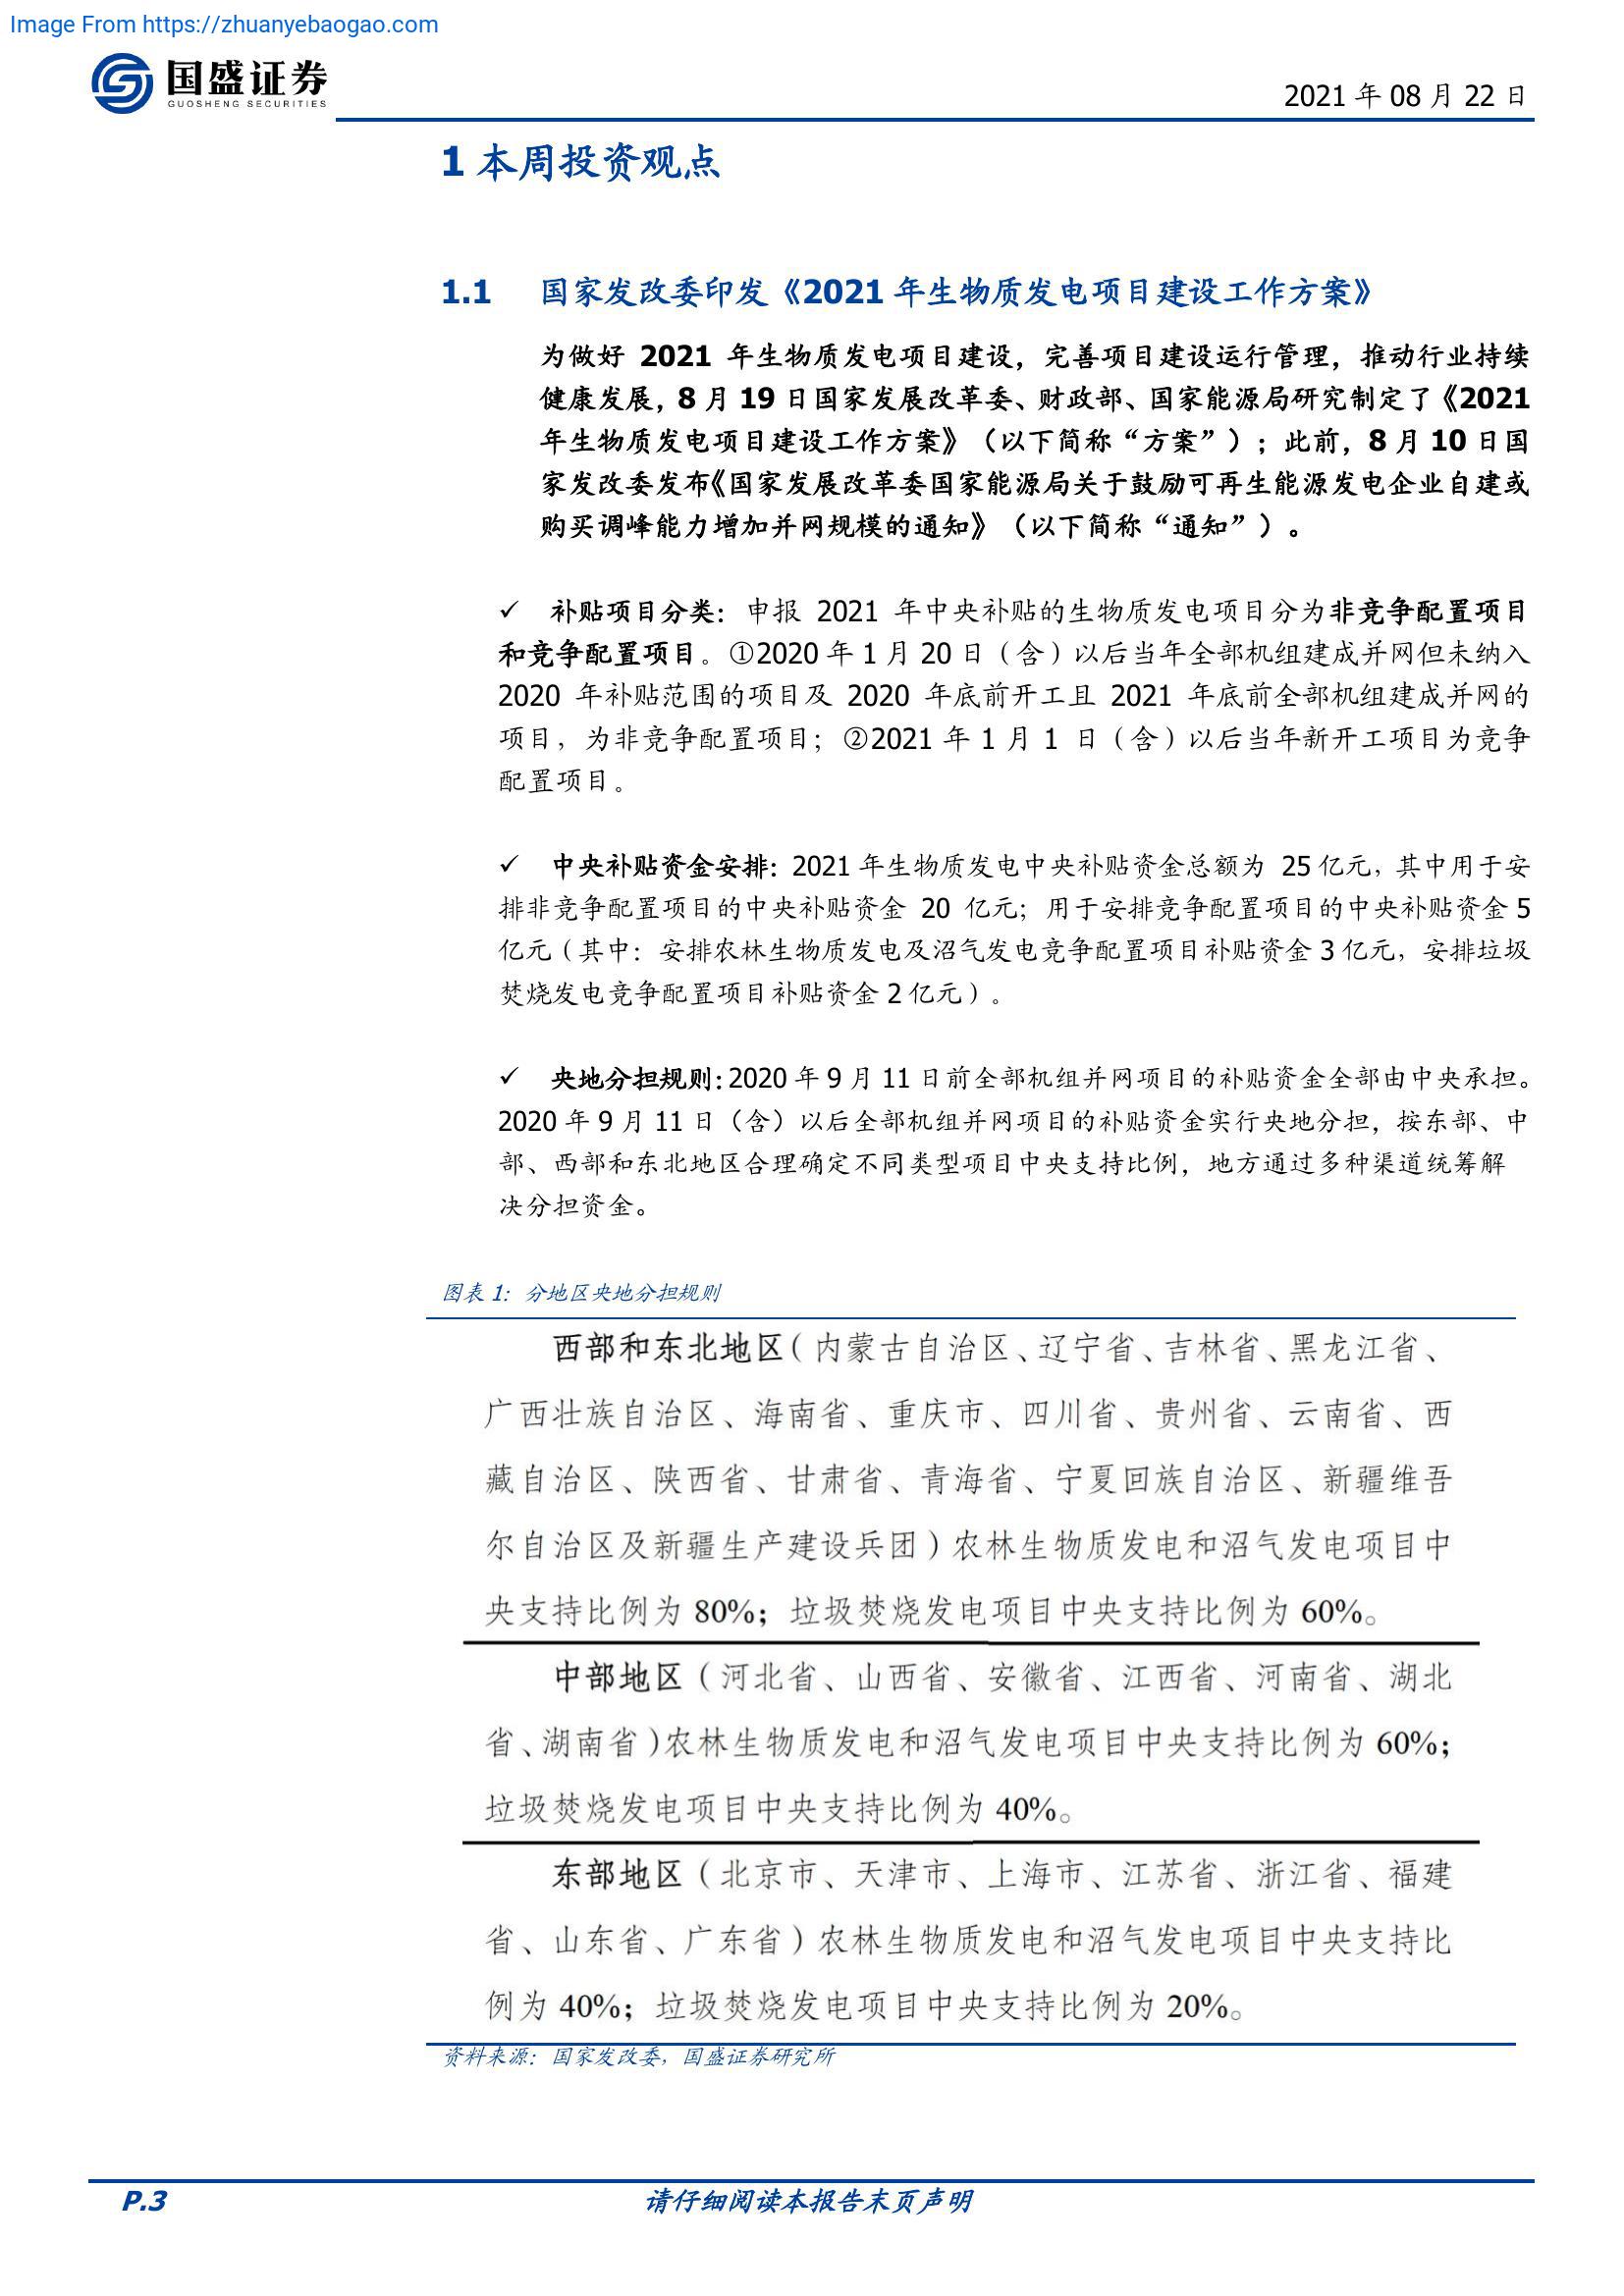 Image From https://zhuanyebaogao.com
国盛证券
GUOSHENG SECURITIES
2021 年 08 月 22 日
1 本周投资观点
1.1 国家发改委印发《2021 年生物质发电项目建设工作方案》
为做好 2021 年生物质发电项目建设，完善项目建设运行管理，推动行业持续
健康发展，8 月 19 日国家发展改革委、财政部、国家能源局研究制定了《2021
年生物质发电项目建设工作方案》（以下简称“方案”）；此前，8 月 10 日国
家发改委发布《国家发展改革委国家能源局关于鼓励可再生能源发电企业自建或
购买调峰能力增加并网规模的通知》（以下简称“通知”）。
✓ 补贴项目分类：申报 2021 年中央补贴的生物质发电项目分为非竞争配置项目
和竞争配置项目。①2020 年 1 月 20 日（含）以后当年全部机组建成并网但未纳入
2020 年补贴范围的项目及 2020 年底前开工且 2021 年底前全部机组建成并网的
项目，为非竞争配置项目；②2021 年 1 月 1 日（含）以后当年新开工项目为竞争
配置项目。
✓ 中央补贴资金安排：2021 年生物质发电中央补贴资金总额为 25 亿元，其中用于安
排非竞争配置项目的中央补贴资金 20 亿元；用于安排竞争配置项目的中央补贴资金 5
亿元（其中：安排农林生物质发电及沼气发电竞争配置项目补贴资金 3 亿元，安排垃圾
焚烧发电竞争配置项目补贴资金 2 亿元）。
✓ 央地分担规则：2020 年 9 月 11 日前全部机组并网项目的补贴资金全部由中央承担。
2020 年 9 月 11 日（含）以后全部机组并网项目的补贴资金实行央地分担，按东部、中
部、西部和东北地区合理确定不同类型项目中央支持比例，地方通过多种渠道统筹解
决分担资金。
图表 1：分地区央地分担规则
西部和东北地区（内蒙古自治区、辽宁省、吉林省、黑龙江省、
广西壮族自治区、海南省、重庆市、四川省、贵州省、云南省、西
藏自治区、陕西省、甘肃省、青海省、宁夏回族自治区、新疆维吾
尔自治区及新疆生产建设兵团）农林生物质发电和沼气发电项目中
央支持比例为 80%；垃圾焚烧发电项目中央支持比例为 60%。
中部地区（河北省、山西省、安徽省、江西省、河南省、湖北
省、湖南省）农林生物质发电和沼气发电项目中央支持比例为 60%；
垃圾焚烧发电项目中央支持比例为 40%。
东部地区（北京市、天津市、上海市、江苏省、浙江省、福建
省、山东省、广东省）农林生物质发电和沼气发电项目中央支持比
例为 40%；垃圾焚烧发电项目中央支持比例为 20%。
资料来源：国家发改委，国盛证券研究所
P.3
请仔细阅读本报告末页声明